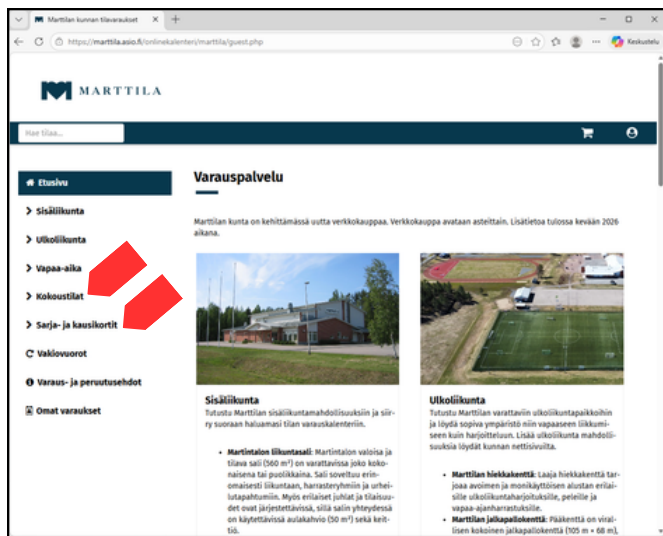 Marttilan kunnan tilavaraukset
https://marttila.asio.fi/onlinekalenteri/marttila/guest.php
Keskustelu
MARTTILA
Hae tilaa...
Etusivu
Sisäliikunta
Ulkoliikunta
Vapaa-aika
Kokoustilat
Sarja- ja kausikortit
Vakiovuorot
Varaus- ja peruutusehdot
Omat varaukset
Varauspalvelu
Marttilan kunta on kehittämässä uutta verkkokauppaa. Verkkokauppa avataan asteittain. Lisätietoa tulossa kevään 2026
aikana.
Sisäliikunta
Tutustu Marttilan sisäliikuntamahdollisuuksiin ja siir-
ry suoraan haluamasi tilan varauskalenteriin.
• Martintalon liikuntasali: Martintalon valoisa ja
tilava sali (560 m²) on varattavissa joko koko-
naisena tai puolikkaina. Sali soveltuu erin-
omaisesti liikuntaan, harrasteryhmiin ja urhei-
lutapahtumiin. Myös erilaiset juhlat ja tilaisuu-
det ovat järjestettävissä, sillä salin yhteydessä
on käytettävissä aulakahvio (50 m²) sekä keit-
tiö.
Ulkoliikunta
Tutustu Marttilan varattaviin ulkoliikuntapaikkoihin
ja löydä sopiva ympäristö niin vapaaseen liikkumi-
seen kuin harjoitteluun. Lisää ulkoliikunta mahdolli-
suuksia löydät kunnan nettisivuilta.
• Marttilan hiekkakenttä: Laaja hiekkakenttä tar-
joaa avoimen ja monikäyttöisen alustan erilai-
sille ulkoliikuntaharjoituksille, peleille ja
vapaa-ajanharrastuksille.
• Marttilan jalkapallokenttä: Pääkenttä on viral-
lisen kokoinen jalkapallokenttä (105 m × 68 m),